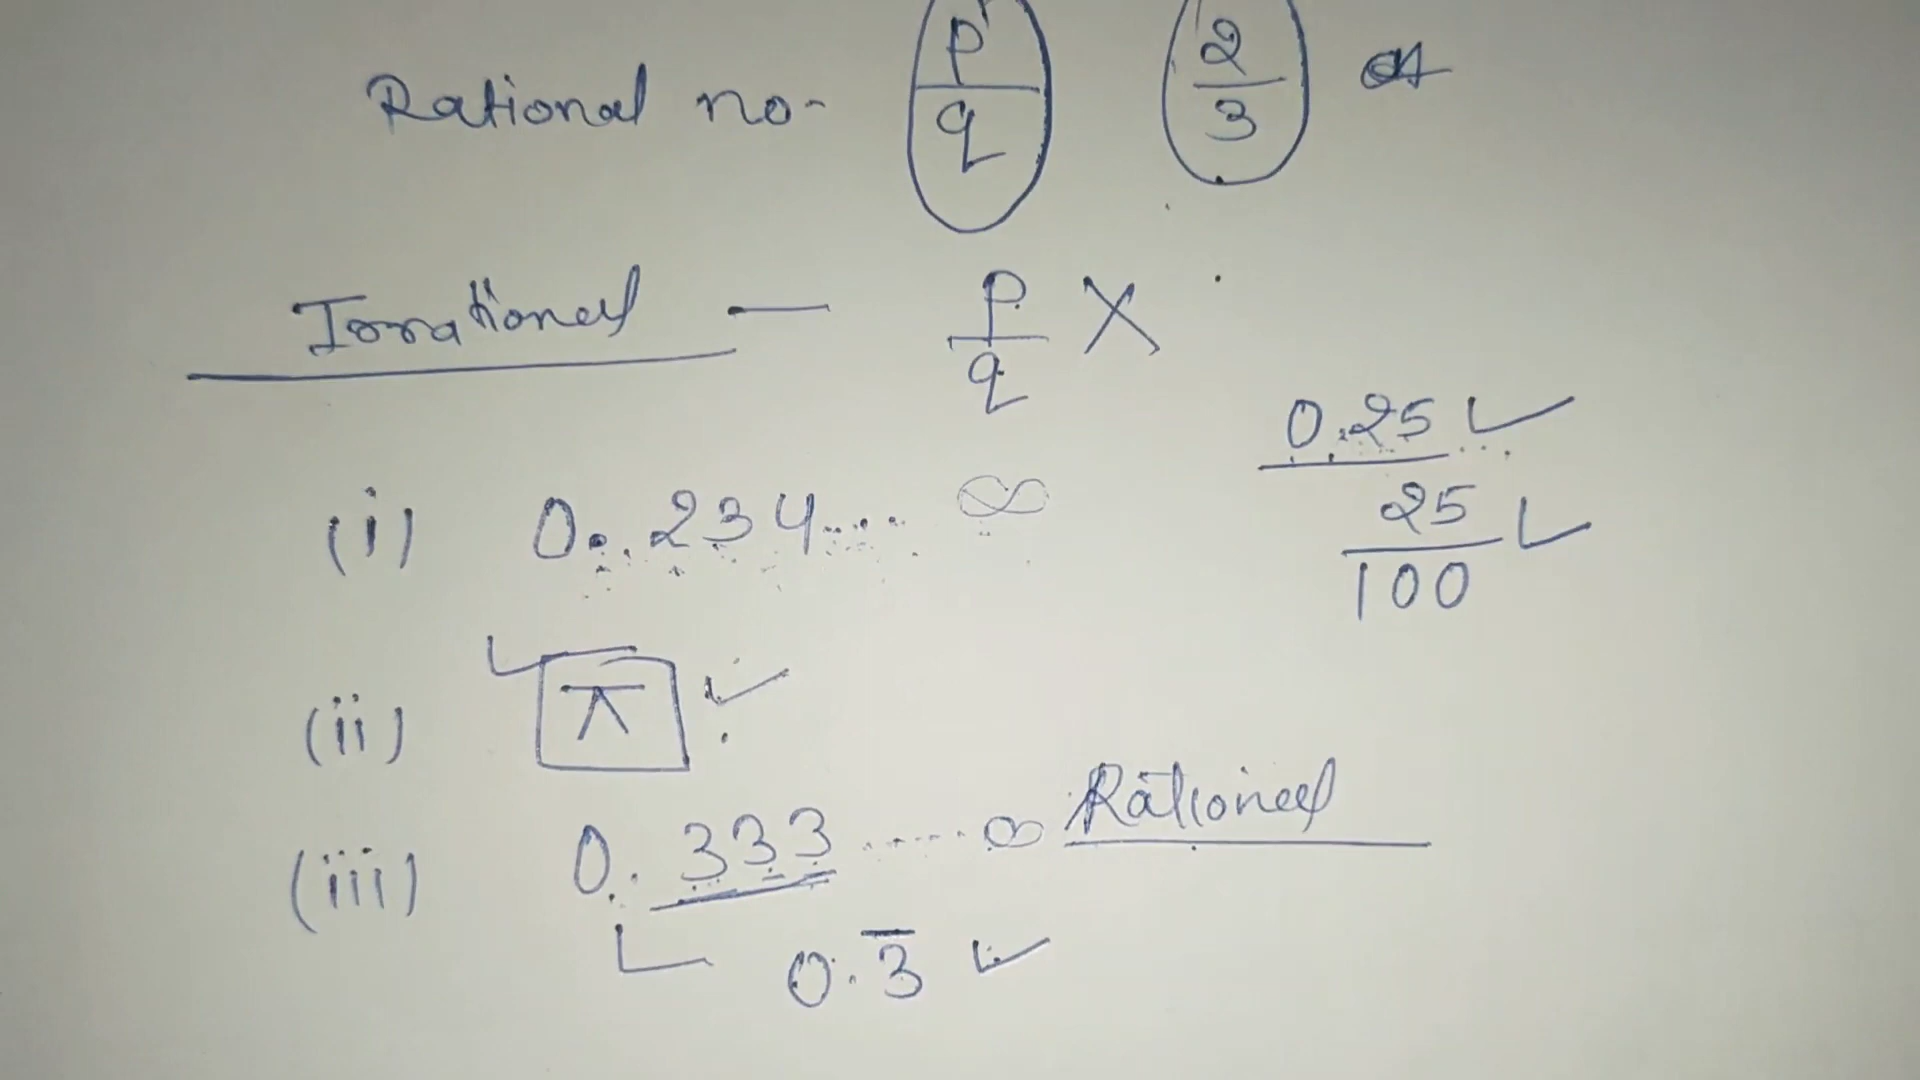 Rational no- p/q 2/3
Irrational — p/q X
0.25 ✓
(i) 0.234.... ∞
25/100 ✓
(ii) ✓ π ✓
(iii) 0.333 ...... ∞ Rational
0.3̅ ✓